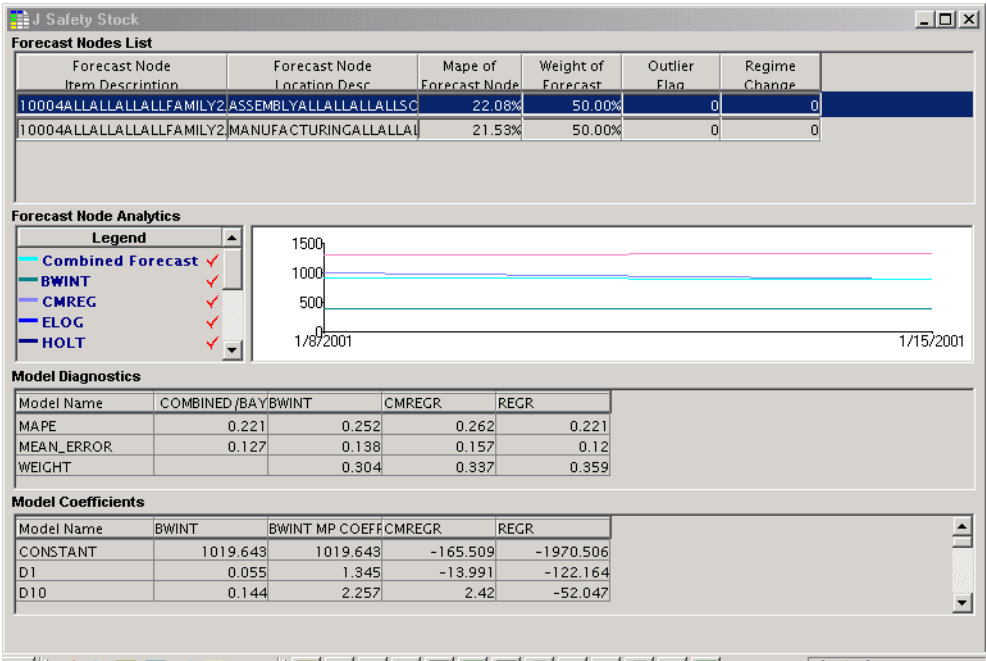 J Safety Stock
Forecast Nodes List
Forecast Node Item Description Forecast Node Location Desc Mape of Forecast Node Weight of Forecast Outlier Flag Regime Change
10004ALLALLALLALLFAMILY2 ASSEMBLYALLALLALLALLSC 22.08% 50.00% 0 0
10004ALLALLALLALLFAMILY2 MANUFACTURINGALLALLAL 21.53% 50.00% 0 0
Forecast Node Analytics
Legend
Combined Forecast
BWINT
CMREG
ELOG
HOLT
1500
1000
500
0
1/8/2001 1/15/2001
Model Diagnostics
Model Name COMBINED/BAY BWINT CMREGR REGR
MAPE 0.221 0.252 0.262 0.221
MEAN_ERROR 0.127 0.138 0.157 0.12
WEIGHT 0.304 0.337 0.359
Model Coefficients
Model Name BWINT BWINT MP COEFF CMREGR REGR
CONSTANT 1019.643 1019.643 -165.509 -1970.506
D1 0.055 1.345 -13.991 -122.164
D10 0.144 2.257 2.42 -52.047